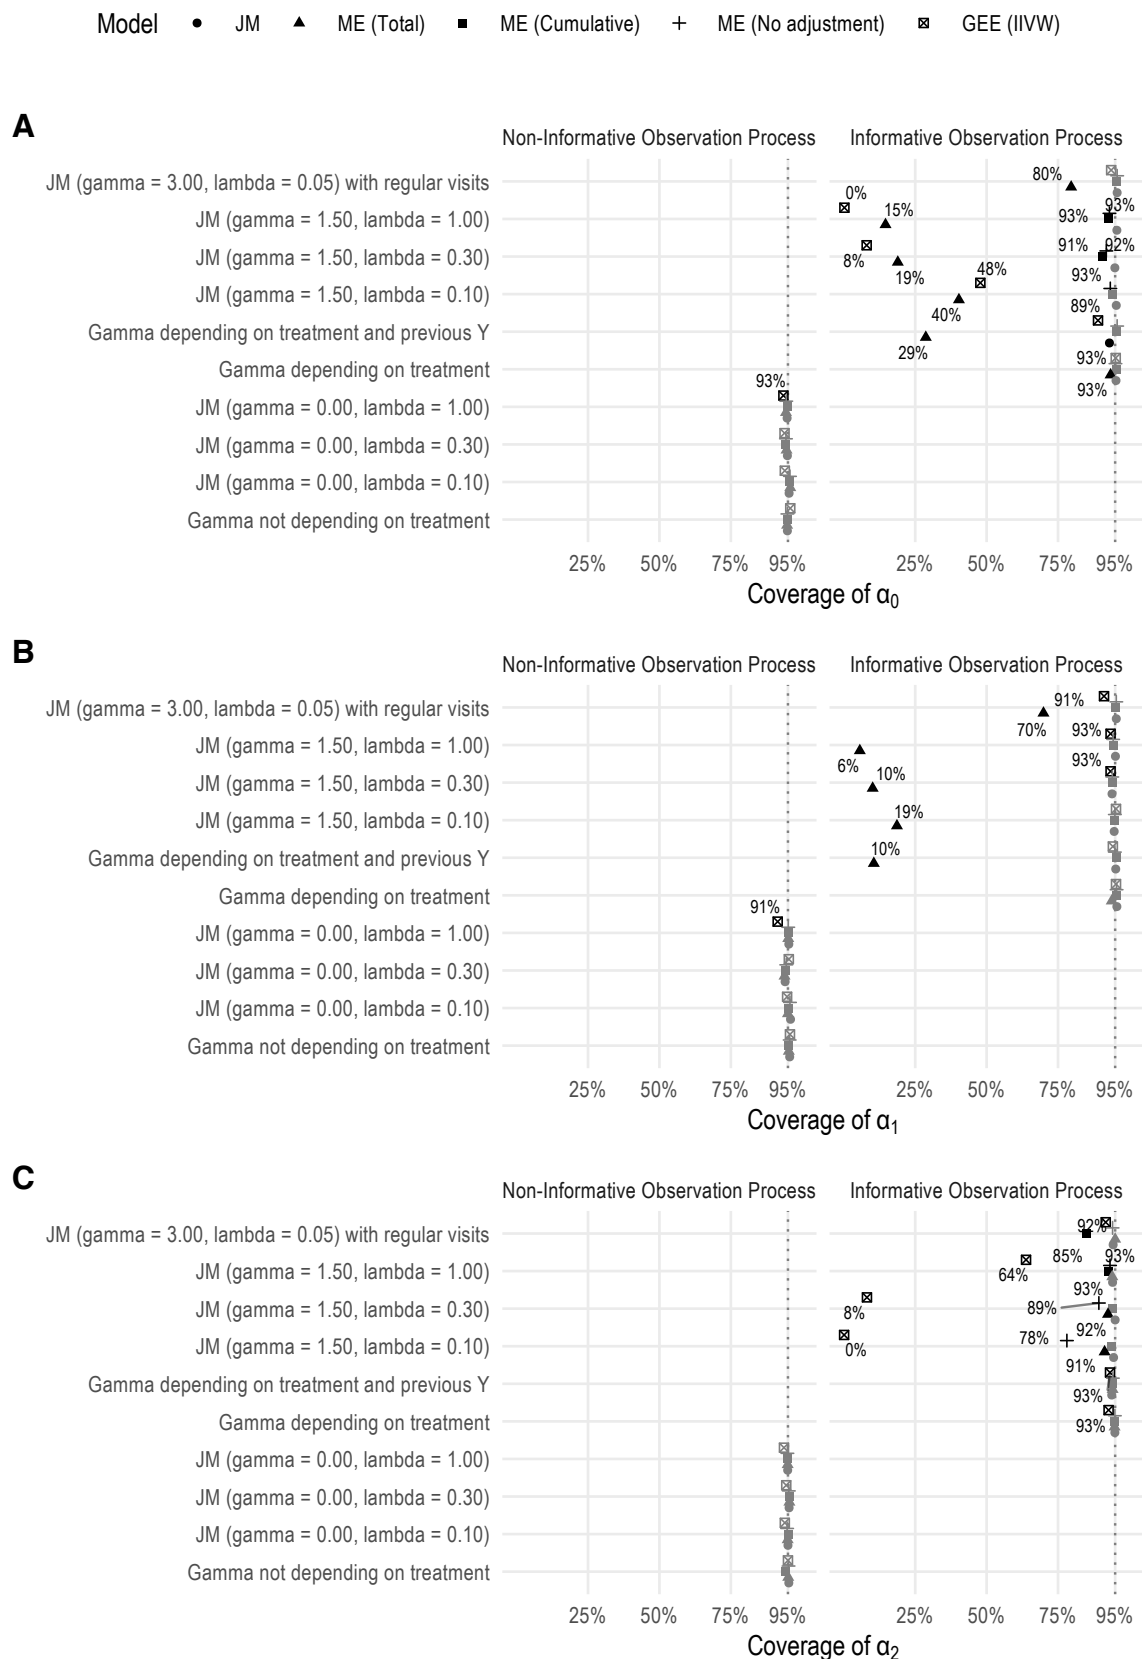 Model JM ME (Total) ME (Cumulative) ME (No adjustment) GEE (IIVW)
A
Non-Informative Observation Process Informative Observation Process
JM (gamma = 3.00, lambda = 0.05) with regular visits 80%
0% 15% 93% 93%
JM (gamma = 1.50, lambda = 1.00)
JM (gamma = 1.50, lambda = 0.30) 91% 92%
8% 19% 48% 93%
JM (gamma = 1.50, lambda = 0.10)
40% 89%
Gamma depending on treatment and previous Y
29% 93%
Gamma depending on treatment
93% 93%
JM (gamma = 0.00, lambda = 1.00)
JM (gamma = 0.00, lambda = 0.30)
JM (gamma = 0.00, lambda = 0.10)
Gamma not depending on treatment
25% 50% 75% 95% 25% 50% 75% 95%
Coverage of α0
B
Non-Informative Observation Process Informative Observation Process
91%
JM (gamma = 3.00, lambda = 0.05) with regular visits
70% 93%
JM (gamma = 1.50, lambda = 1.00)
6% 93%
10%
JM (gamma = 1.50, lambda = 0.30)
19%
JM (gamma = 1.50, lambda = 0.10)
10%
Gamma depending on treatment and previous Y
Gamma depending on treatment
91%
JM (gamma = 0.00, lambda = 1.00)
JM (gamma = 0.00, lambda = 0.30)
JM (gamma = 0.00, lambda = 0.10)
Gamma not depending on treatment
25% 50% 75% 95% 25% 50% 75% 95%
Coverage of α1
C
Non-Informative Observation Process Informative Observation Process
92%
JM (gamma = 3.00, lambda = 0.05) with regular visits
85% 93%
JM (gamma = 1.50, lambda = 1.00)
64%
93%
JM (gamma = 1.50, lambda = 0.30) 89%
8%
92%
78%
JM (gamma = 1.50, lambda = 0.10)
0%
91%
Gamma depending on treatment and previous Y
93%
Gamma depending on treatment
93%
JM (gamma = 0.00, lambda = 1.00)
JM (gamma = 0.00, lambda = 0.30)
JM (gamma = 0.00, lambda = 0.10)
Gamma not depending on treatment
25% 50% 75% 95% 25% 50% 75% 95%
Coverage of α2